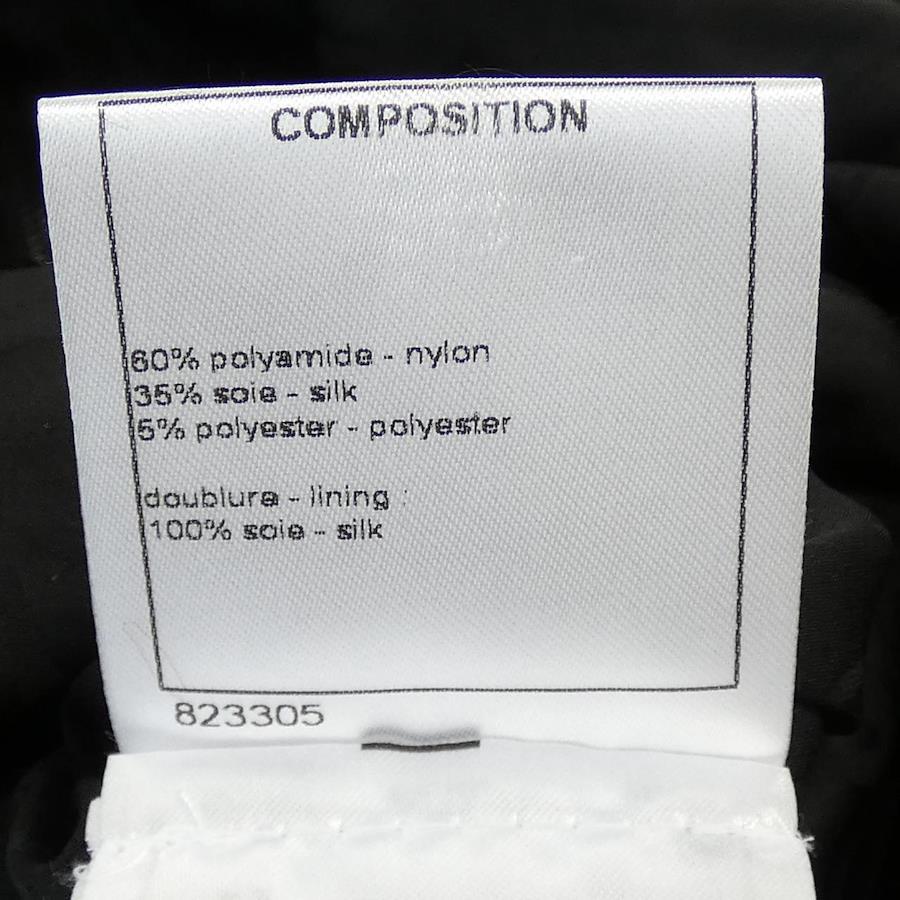 COMPOSITION
60% polyamide - nylon
35% soie - silk
5% polyester - polyester
doublure - lining :
100% soie - silk
823305